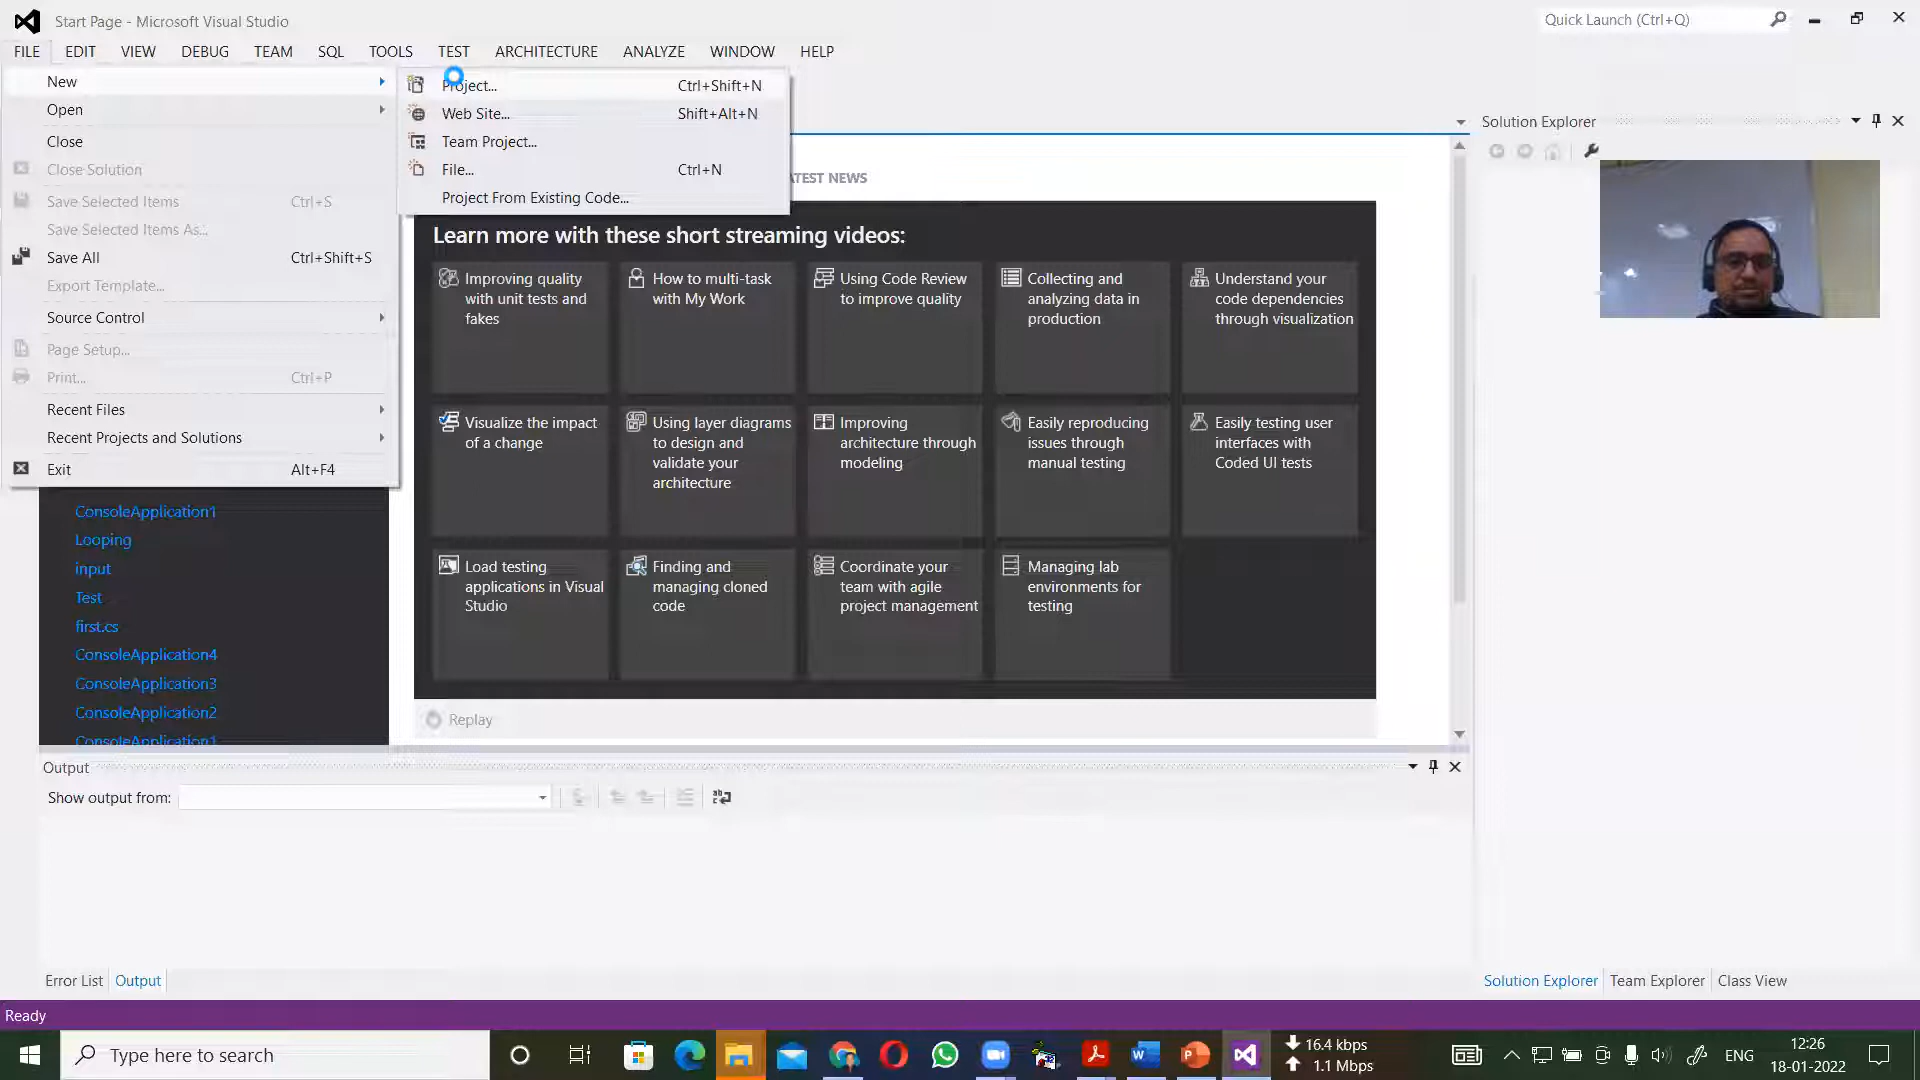 Start Page - Microsoft Visual Studio
Quick Launch (Ctrl+Q)
FILE EDIT VIEW DEBUG TEAM SQL TOOLS TEST ARCHITECTURE ANALYZE WINDOW HELP
New
Open
Close
Close Solution
Save Selected Items Ctrl+S
Save Selected Items As...
Save All Ctrl+Shift+S
Export Template...
Source Control
Page Setup...
Print... Ctrl+P
Recent Files
Recent Projects and Solutions
Exit Alt+F4
Project... Ctrl+Shift+N
Web Site... Shift+Alt+N
Team Project...
File... Ctrl+N
Project From Existing Code...
ATEST NEWS
Learn more with these short streaming videos:
Improving quality
with unit tests and
fakes
How to multi-task
with My Work
Using Code Review
to improve quality
Collecting and
analyzing data in
production
Understand your
code dependencies
through visualization
Visualize the impact
of a change
Using layer diagrams
to design and
validate your
architecture
Improving
architecture through
modeling
Easily reproducing
issues through
manual testing
Easily testing user
interfaces with
Coded UI tests
Load testing
applications in Visual
Studio
Finding and
managing cloned
code
Coordinate your
team with agile
project management
Managing lab
environments for
testing
Replay
ConsoleApplication1
Looping
input
Test
first.cs
ConsoleApplication4
ConsoleApplication3
ConsoleApplication2
ConsoleApplication1
Solution Explorer
Output
Show output from:
Error List Output
Solution Explorer Team Explorer Class View
Ready
Type here to search
16.4 kbps
1.1 Mbps
ENG
12:26
18-01-2022